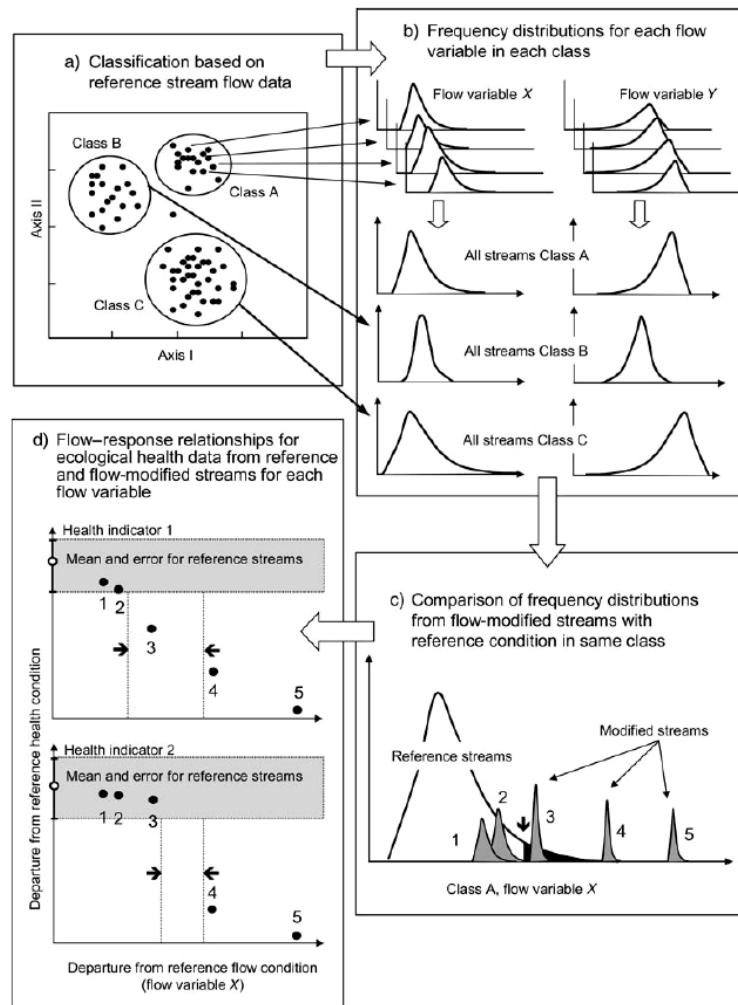 a) Classification based on
reference stream flow data
Class B
Class A
Class C
Axis II
Axis I
b) Frequency distributions for each flow
variable in each class
Flow variable X
Flow variable Y
All streams Class A
All streams Class B
All streams Class C
c) Comparison of frequency distributions
from flow-modified streams with
reference condition in same class
Reference streams
Modified streams
1
2
3
4
5
Class A, flow variable X
d) Flow–response relationships for
ecological health data from reference
and flow-modified streams for each
flow variable
Health indicator 1
Mean and error for reference streams
1
2
3
4
5
Health indicator 2
Mean and error for reference streams
1
2
3
4
5
Departure from reference health condition
Departure from reference flow condition
(flow variable X)